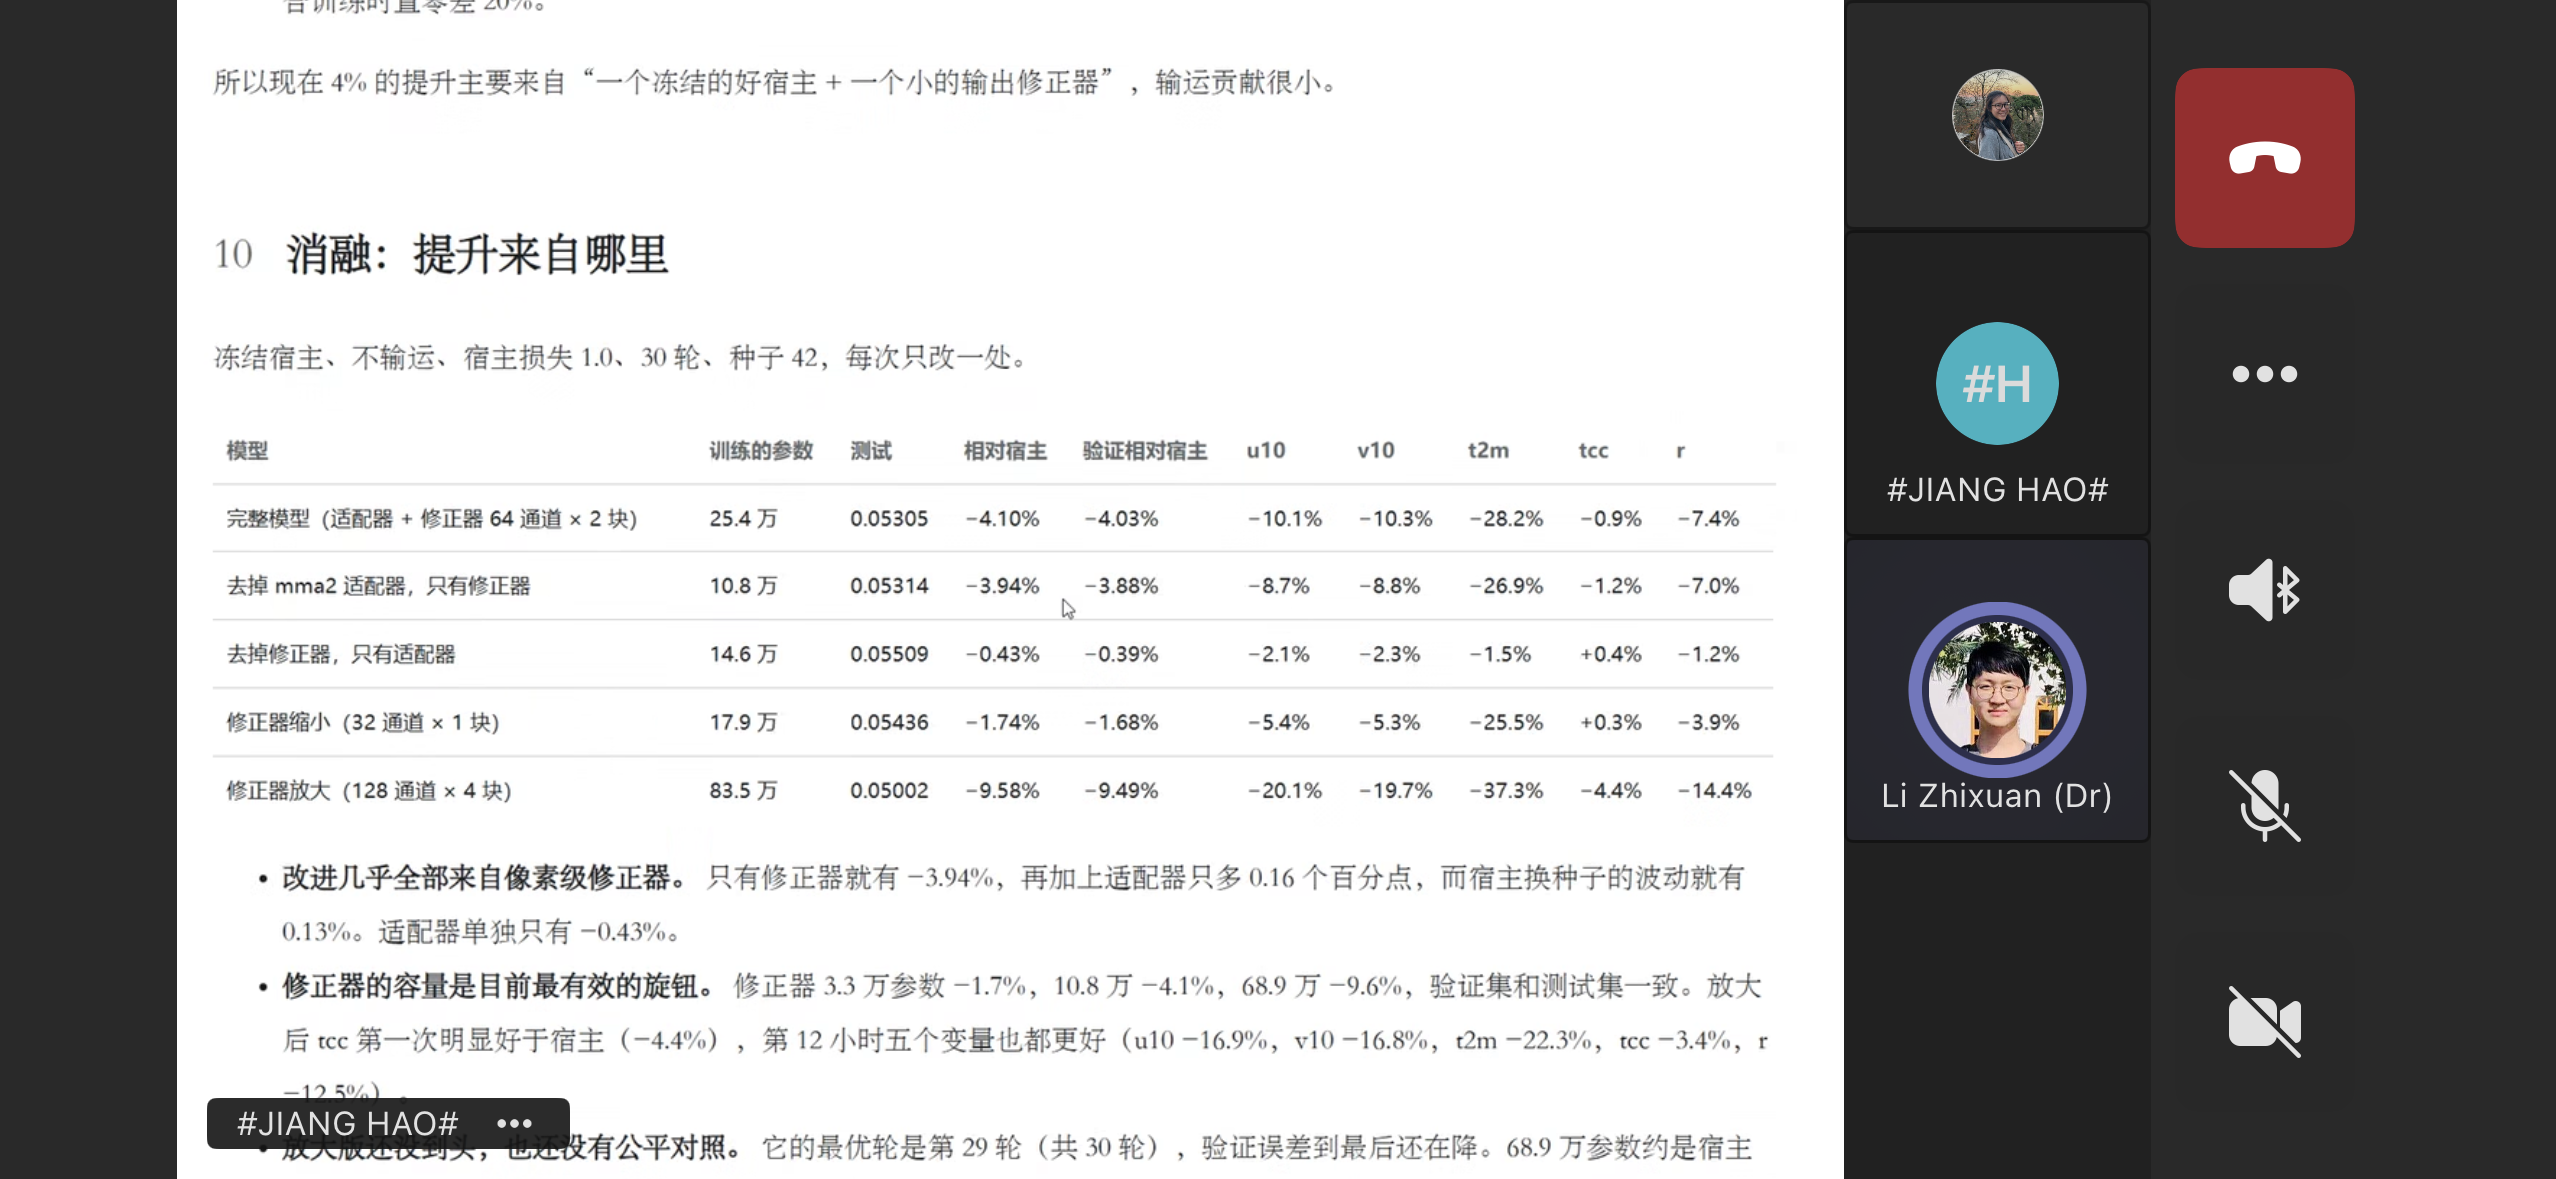 合训练时直零差 20%。
所以现在 4% 的提升主要来自“一个冻结的好宿主 + 一个小的输出修正器”，输运贡献很小。
10 消融：提升来自哪里
冻结宿主、不输运、宿主损失 1.0、30 轮、种子 42，每次只改一处。
模型 训练的参数 测试 相对宿主 验证相对宿主 u10 v10 t2m tcc r
完整模型（适配器 + 修正器 64 通道 × 2 块） 25.4 万 0.05305 −4.10% −4.03% −10.1% −10.3% −28.2% −0.9% −7.4%
去掉 mma2 适配器，只有修正器 10.8 万 0.05314 −3.94% −3.88% −8.7% −8.8% −26.9% −1.2% −7.0%
去掉修正器，只有适配器 14.6 万 0.05509 −0.43% −0.39% −2.1% −2.3% −1.5% +0.4% −1.2%
修正器缩小（32 通道 × 1 块） 17.9 万 0.05436 −1.74% −1.68% −5.4% −5.3% −25.5% +0.3% −3.9%
修正器放大（128 通道 × 4 块） 83.5 万 0.05002 −9.58% −9.49% −20.1% −19.7% −37.3% −4.4% −14.4%
• 改进几乎全部来自像素级修正器。 只有修正器就有 −3.94%，再加上适配器只多 0.16 个百分点，而宿主换种子的波动就有
0.13%。适配器单独只有 −0.43%。
• 修正器的容量是目前最有效的旋钮。 修正器 3.3 万参数 −1.7%，10.8 万 −4.1%，68.9 万 −9.6%，验证集和测试集一致。放大
后 tcc 第一次明显好于宿主（−4.4%），第 12 小时五个变量也都更好（u10 −16.9%，v10 −16.8%，t2m −22.3%，tcc −3.4%，r
−12.5%）。
• 放大版还没到头，也还没有公平对照。 它的最优轮是第 29 轮（共 30 轮），验证误差到最后还在降。68.9 万参数约是宿主
#JIANG HAO# •••
#H
#JIANG HAO#
Li Zhixuan (Dr)